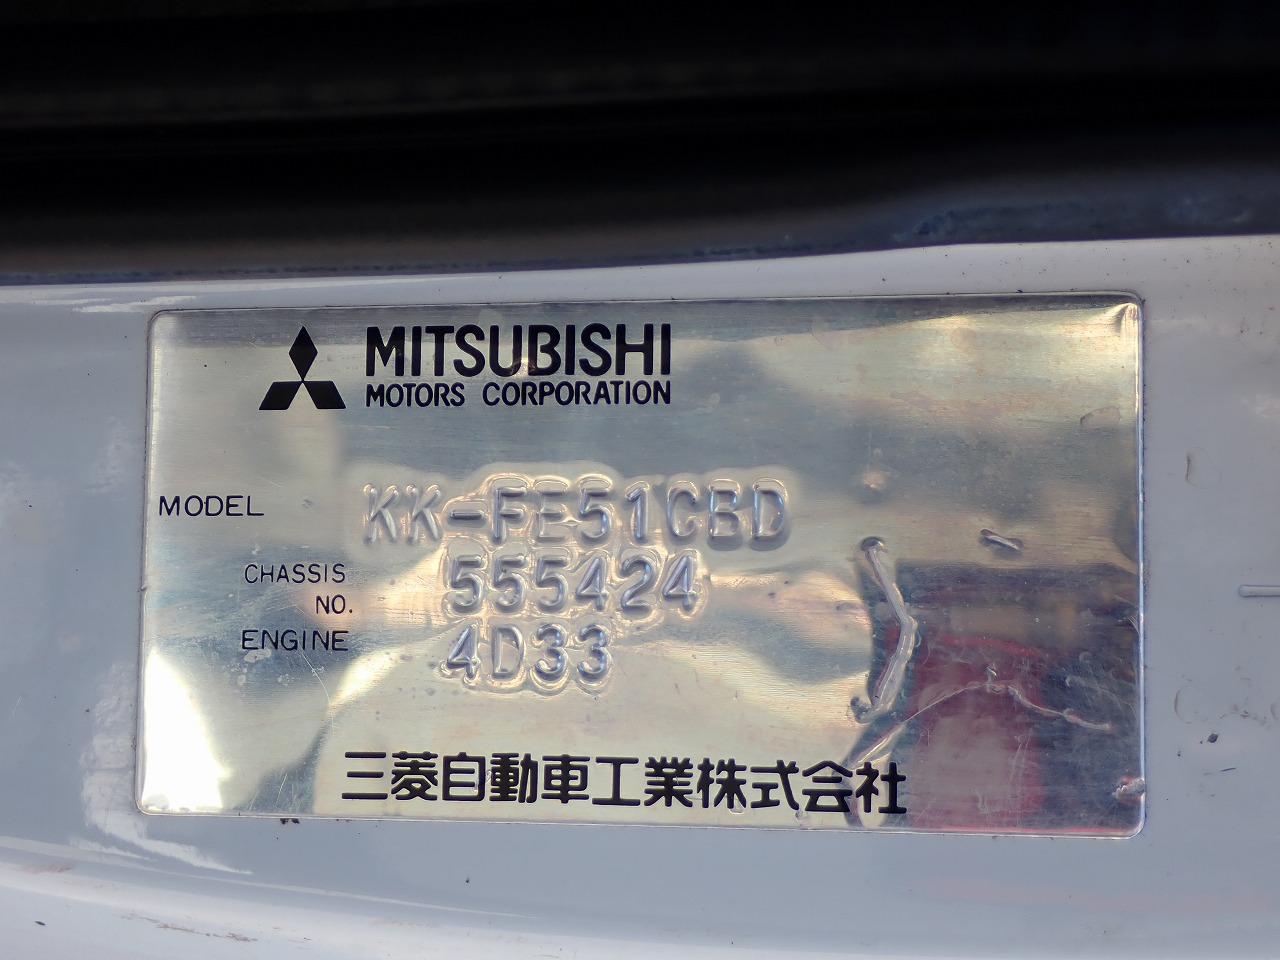 MITSUBISHI
MOTORS CORPORATION
MODEL KK-FE51CBD
CHASSIS NO. 555424
ENGINE 4D33
三菱自動車工業株式会社